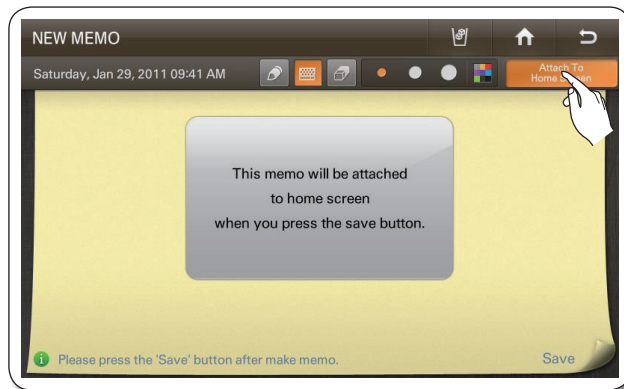 NEW MEMO
Saturday, Jan 29, 2011 09:41 AM
Attach To
Home Screen
This memo will be attached
to home screen
when you press the save button.
Please press the 'Save' button after make memo.
Save